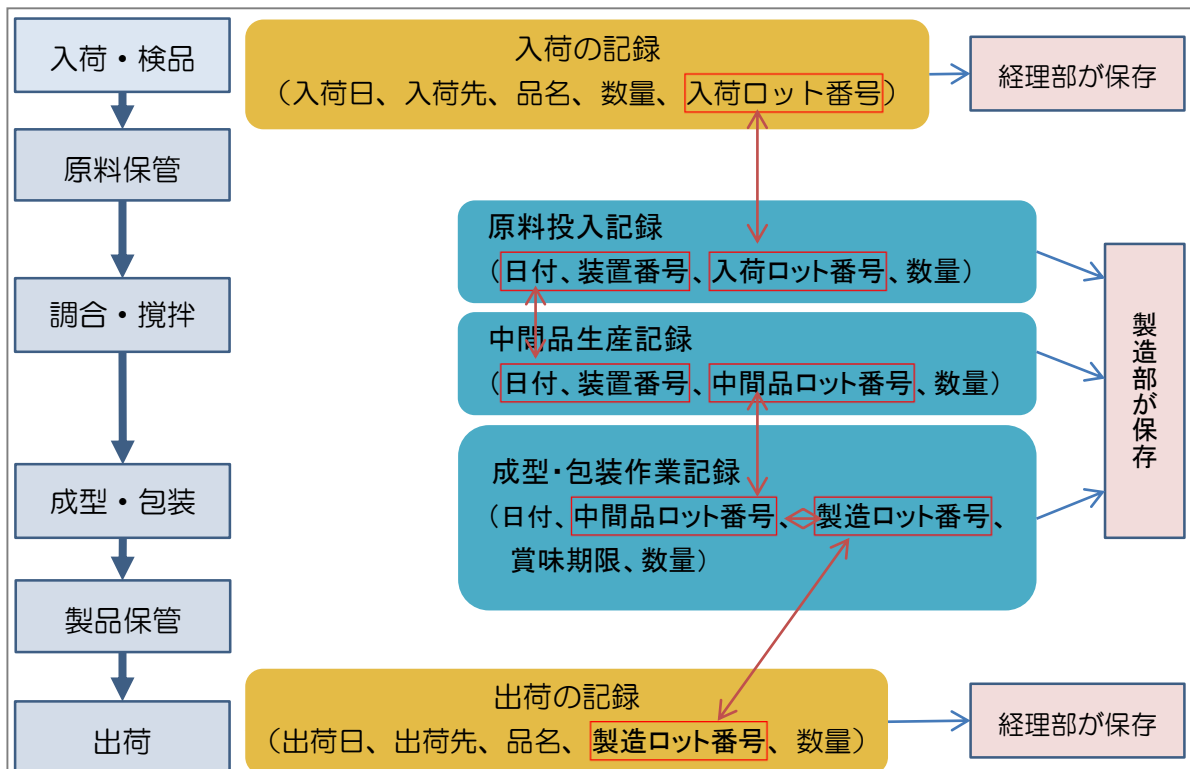 入荷・検品
入荷の記録
（入荷日、入荷先、品名、数量、入荷ロット番号）
経理部が保存
原料保管
原料投入記録
（日付、装置番号、入荷ロット番号、数量）
調合・撹拌
中間品生産記録
（日付、装置番号、中間品ロット番号、数量）
製造部が保存
成型・包装
成型・包装作業記録
（日付、中間品ロット番号、製造ロット番号、
賞味期限、数量）
製品保管
出荷
出荷の記録
（出荷日、出荷先、品名、製造ロット番号、数量）
経理部が保存